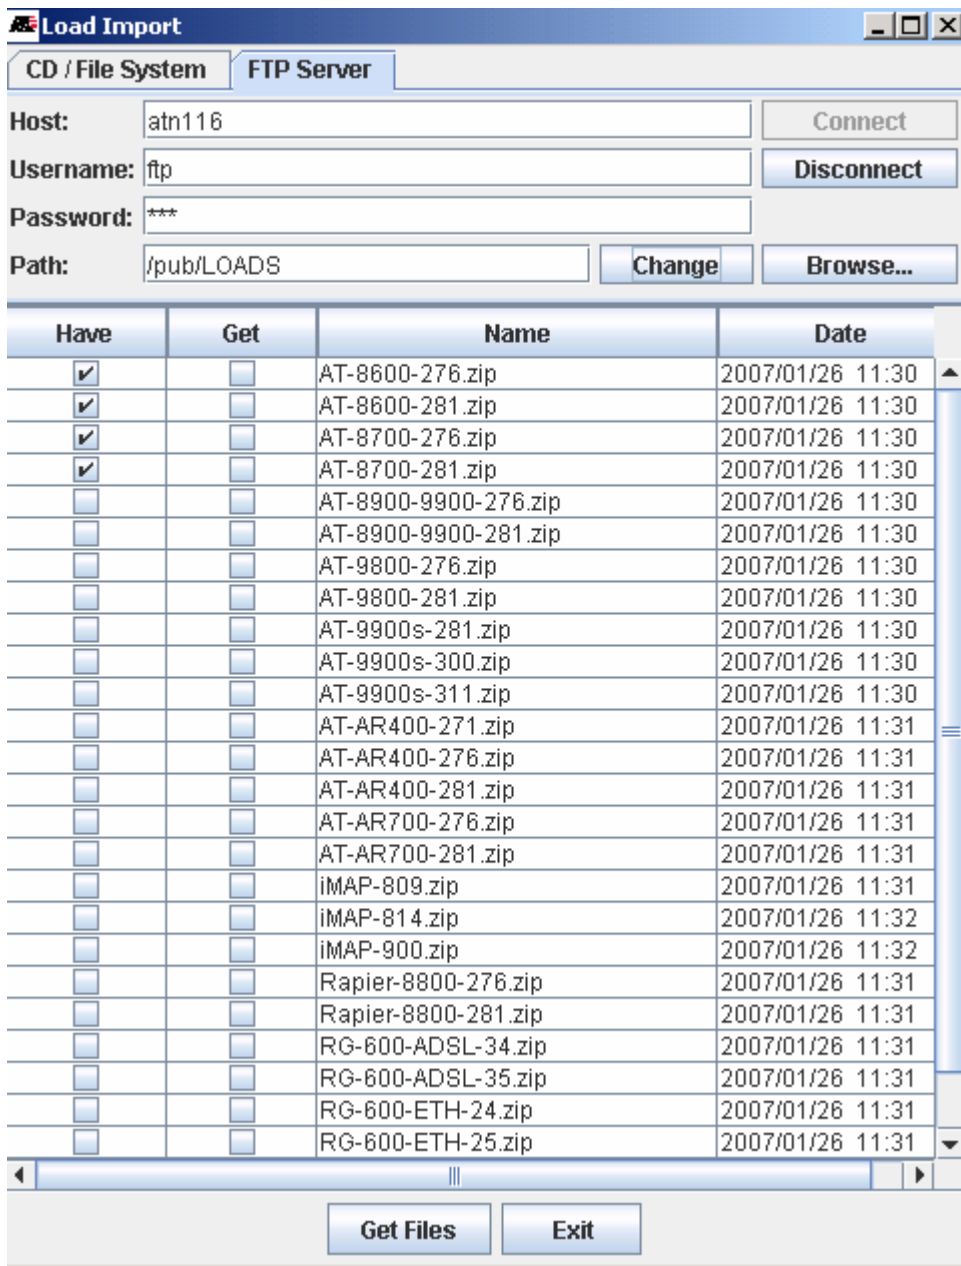 Load Import
CD / File System FTP Server
Host: atn116 Connect
Username: ftp Disconnect
Password: ***
Path: /pub/LOADS Change Browse...
Have Get Name Date
AT-8600-276.zip 2007/01/26 11:30
AT-8600-281.zip 2007/01/26 11:30
AT-8700-276.zip 2007/01/26 11:30
AT-8700-281.zip 2007/01/26 11:30
AT-8900-9900-276.zip 2007/01/26 11:30
AT-8900-9900-281.zip 2007/01/26 11:30
AT-9800-276.zip 2007/01/26 11:30
AT-9800-281.zip 2007/01/26 11:30
AT-9900s-281.zip 2007/01/26 11:30
AT-9900s-300.zip 2007/01/26 11:30
AT-9900s-311.zip 2007/01/26 11:30
AT-AR400-271.zip 2007/01/26 11:31
AT-AR400-276.zip 2007/01/26 11:31
AT-AR400-281.zip 2007/01/26 11:31
AT-AR700-276.zip 2007/01/26 11:31
AT-AR700-281.zip 2007/01/26 11:31
iMAP-809.zip 2007/01/26 11:31
iMAP-814.zip 2007/01/26 11:32
iMAP-900.zip 2007/01/26 11:32
Rapier-8800-276.zip 2007/01/26 11:31
Rapier-8800-281.zip 2007/01/26 11:31
RG-600-ADSL-34.zip 2007/01/26 11:31
RG-600-ADSL-35.zip 2007/01/26 11:31
RG-600-ETH-24.zip 2007/01/26 11:31
RG-600-ETH-25.zip 2007/01/26 11:31
Get Files Exit